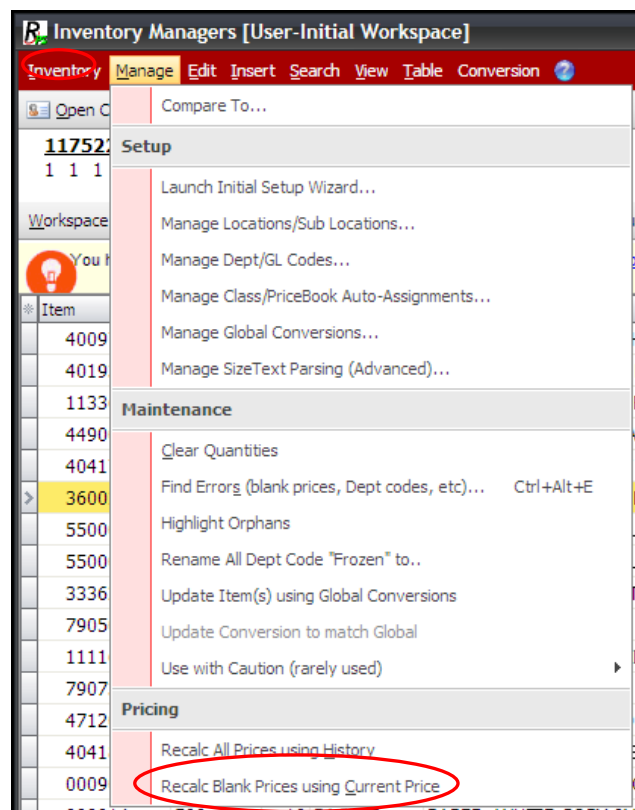 Inventory Managers [User-Initial Workspace]
Inventory Manage Edit Insert Search View Table Conversion
Open C
Compare To...
11752
Setup
1 1 1
Launch Initial Setup Wizard...
Workspace
Manage Locations/Sub Locations...
You h
Manage Dept/GL Codes...
Manage Class/PriceBook Auto-Assignments...
Item
Manage Global Conversions...
4009
Manage SizeText Parsing (Advanced)...
4019
1133
Maintenance
4490
Clear Quantities
4041
Find Errors (blank prices, Dept codes, etc)... Ctrl+Alt+E
3600
Highlight Orphans
5500
Rename All Dept Code "Frozen" to..
5500
Update Item(s) using Global Conversions
3336
Update Conversion to match Global
7905
1111
Use with Caution (rarely used)
7907
Pricing
4712
Recalc All Prices using History
4041
Recalc Blank Prices using Current Price
0009